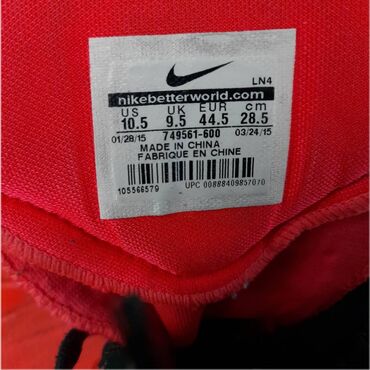 LN4
nikebetterworld.com
US UK EUR cm
10.5 9.5 44.5 28.5
01/28/15 749561-600 03/24/15
MADE IN CHINA
FABRIQUE EN CHINE
105566579 UPC 00888409857070